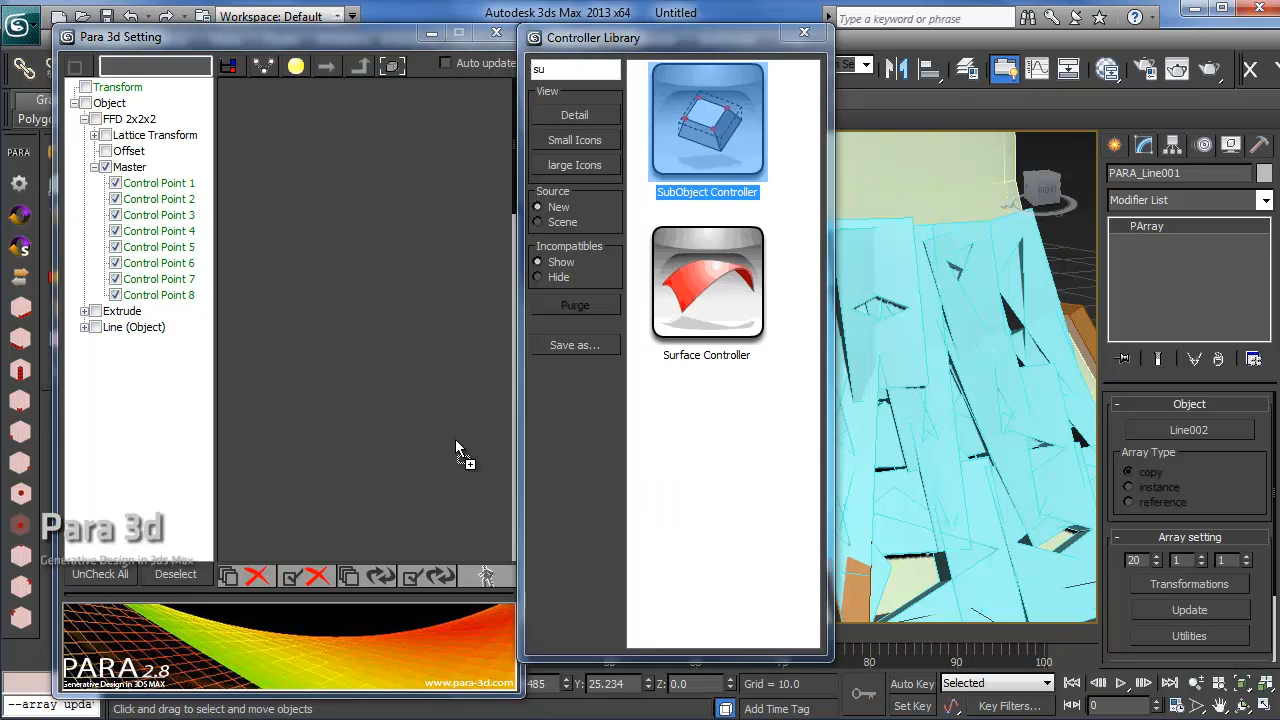 Workspace: Default
Autodesk 3ds Max 2013 x64
Untitled
Type a keyword or phrase
Para 3d Setting
Controller Library
Auto update
su
View
Detail
Small Icons
large Icons
Source
New
Scene
Incompatibles
Show
Hide
Purge
Save as...
SubObject Controller
Surface Controller
Transform
Object
FFD 2x2x2
Lattice Transform
Offset
Master
Control Point 1
Control Point 2
Control Point 3
Control Point 4
Control Point 5
Control Point 6
Control Point 7
Control Point 8
Extrude
Line (Object)
PARA
Para 3d
Generative Design in 3ds Max
UnCheck All
Deselect
PARA 2.8
Generative Design in 3DS MAX
www.para-3d.com
FRONT
PARA_Line001
Modifier List
PArray
Object
Line002
Array Type
copy
instance
reference
Array setting
20
1
1
Transformations
Update
Utilities
80
90
100
485
Y: 25.234
Z: 0.0
Grid = 10.0
Auto Key
Selected
Set Key
Key Filters...
0
Click and drag to select and move objects
Add Time Tag